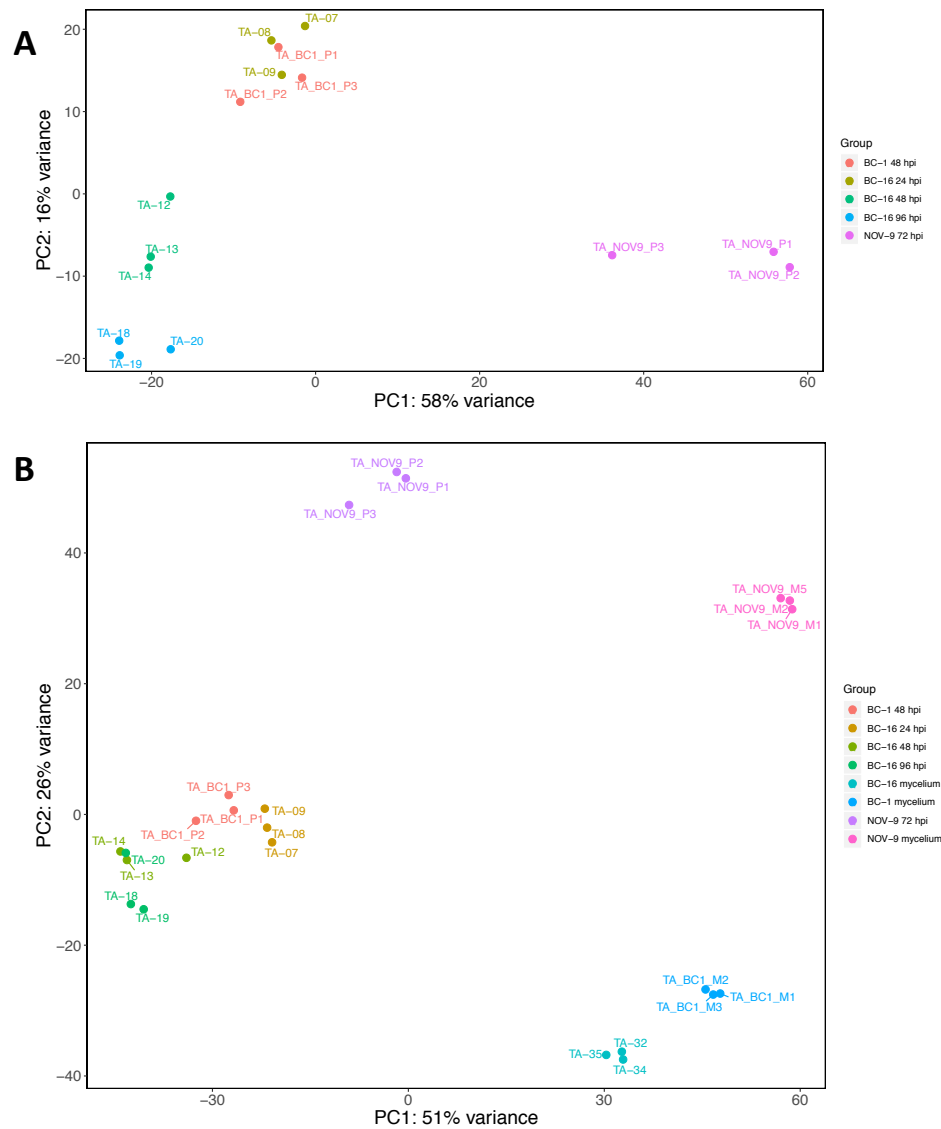 A
20
10
0
−10
−20
PC2: 16% variance
TA−07
TA−08
TA_BC1_P1
TA−09
TA_BC1_P3
TA_BC1_P2
TA−12
TA−13
TA−14
TA−18
TA−20
TA−19
TA_NOV9_P3
TA_NOV9_P1
TA_NOV9_P2
−20
0
20
40
60
PC1: 58% variance
Group
BC−1 48 hpi
BC−16 24 hpi
BC−16 48 hpi
BC−16 96 hpi
NOV−9 72 hpi
B
40
20
0
−20
−40
PC2: 26% variance
TA_NOV9_P2
TA_NOV9_P1
TA_NOV9_P3
TA_NOV9_M5
TA_NOV9_M2
TA_NOV9_M1
TA_BC1_P3
TA_BC1_P1
TA_BC1_P2
TA−09
TA−08
TA−07
TA−14
TA−12
TA−20
TA−13
TA−18
TA−19
TA_BC1_M2
TA_BC1_M1
TA_BC1_M3
TA−32
TA−35
TA−34
−30
0
30
60
PC1: 51% variance
Group
BC−1 48 hpi
BC−16 24 hpi
BC−16 48 hpi
BC−16 96 hpi
BC−16 mycelium
BC−1 mycelium
NOV−9 72 hpi
NOV−9 mycelium